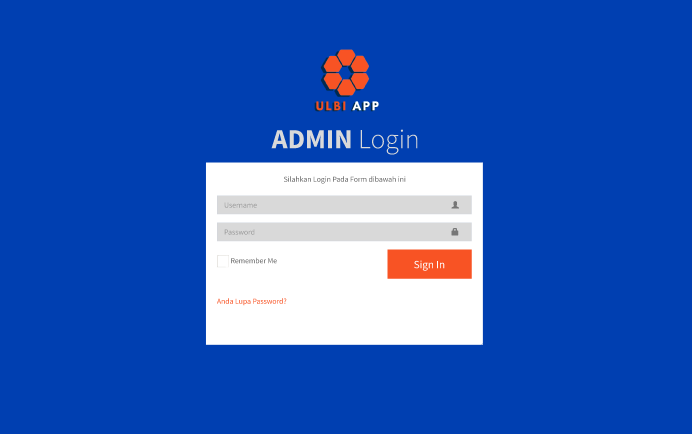 ULBI APP
ADMIN Login
Silahkan Login Pada Form dibawah ini
Username
Password
Remember Me
Sign In
Anda Lupa Password?